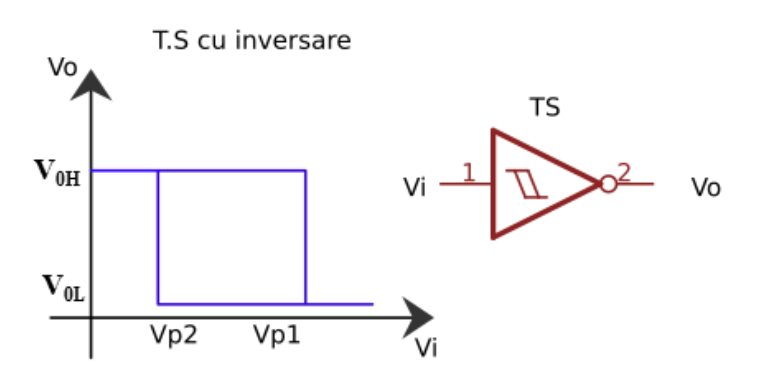 T.S cu inversare
Vo
V0H
V0L
Vp2
Vp1
Vi
TS
Vi
1
2
Vo